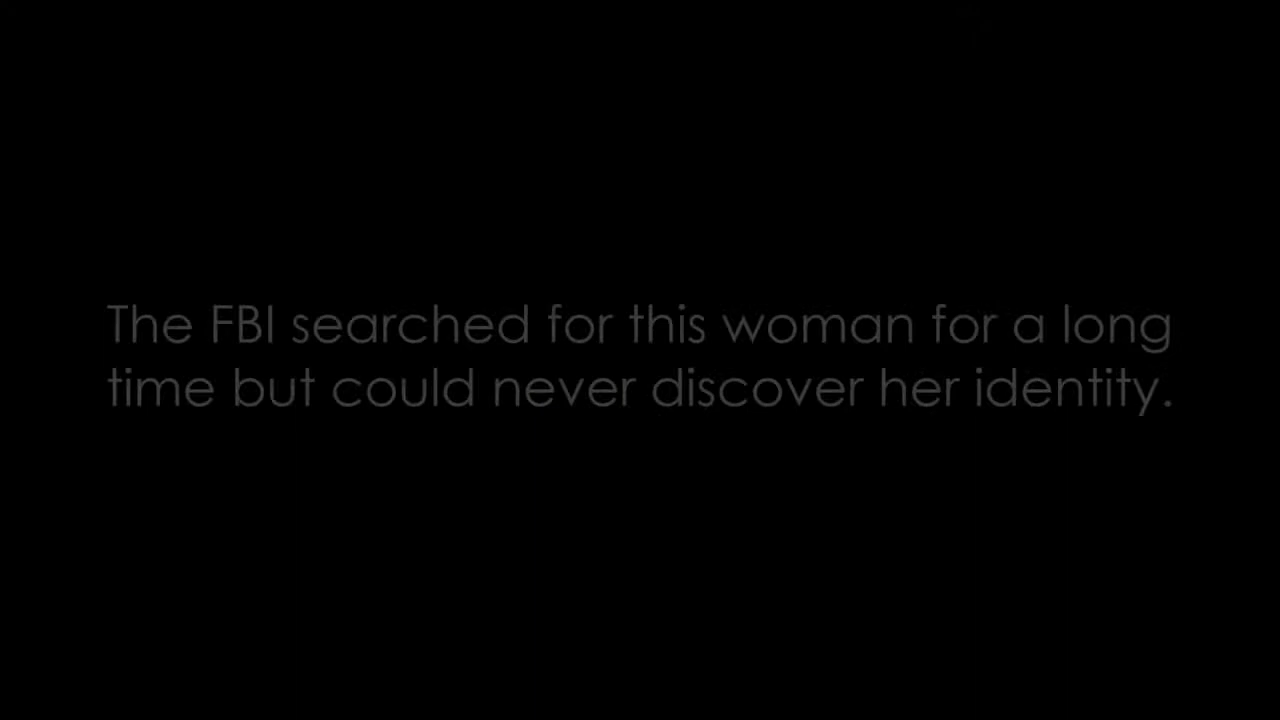 The FBI searched for this woman for a long
time but could never discover her identity.